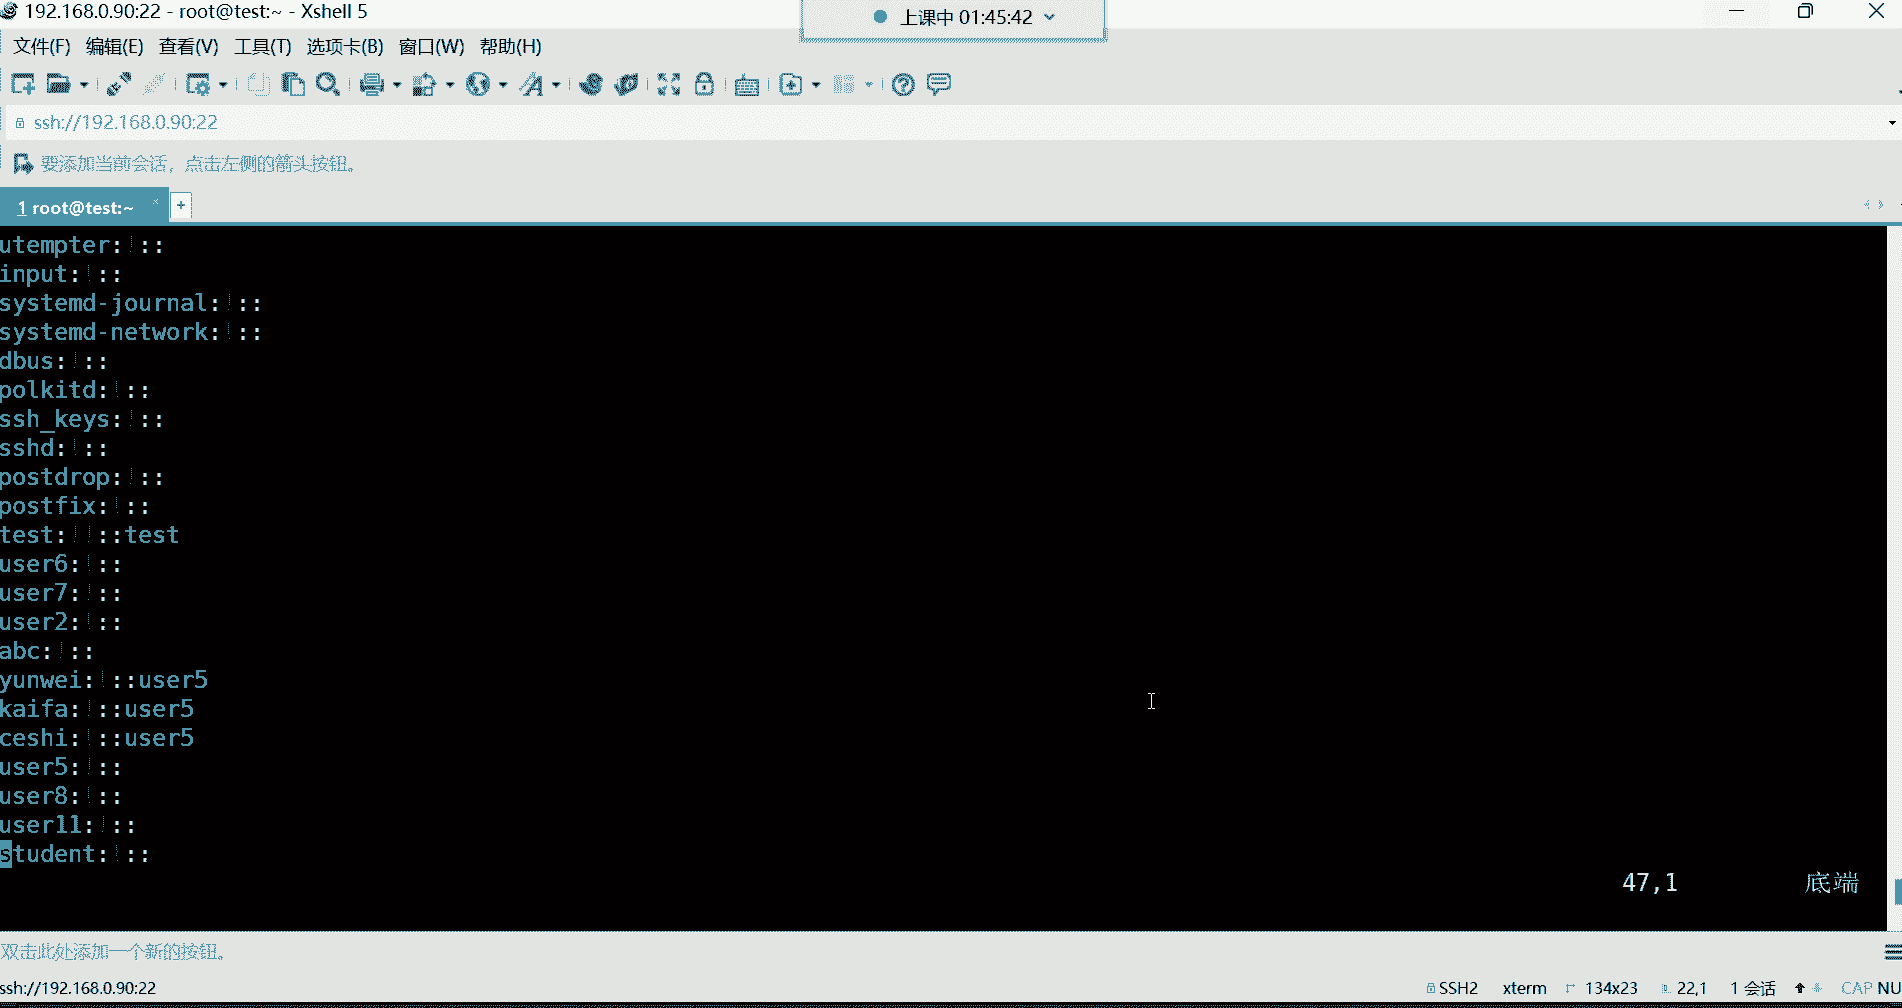 192.168.0.90:22 - root@test:~ - Xshell 5
上课中 01:45:42
文件(F) 编辑(E) 查看(V) 工具(T) 选项卡(B) 窗口(W) 帮助(H)
ssh://192.168.0.90:22
要添加当前会话，点击左侧的箭头按钮。
1 root@test:~ × +
utempter:!::
input:!::
systemd-journal:!::
systemd-network:!::
dbus:!::
polkitd:!::
ssh_keys:!::
sshd:!::
postdrop:!::
postfix:!::
test:!!::test
user6:!::
user7:!::
user2:!::
abc:!::
yunwei:!::user5
kaifa:!::user5
ceshi:!::user5
user5:!::
user8:!::
user11:!::
student:!::
47,1 底端
双击此处添加一个新的按钮。
ssh://192.168.0.90:22 SSH2 xterm 134x23 22,1 1 会话 CAP NU